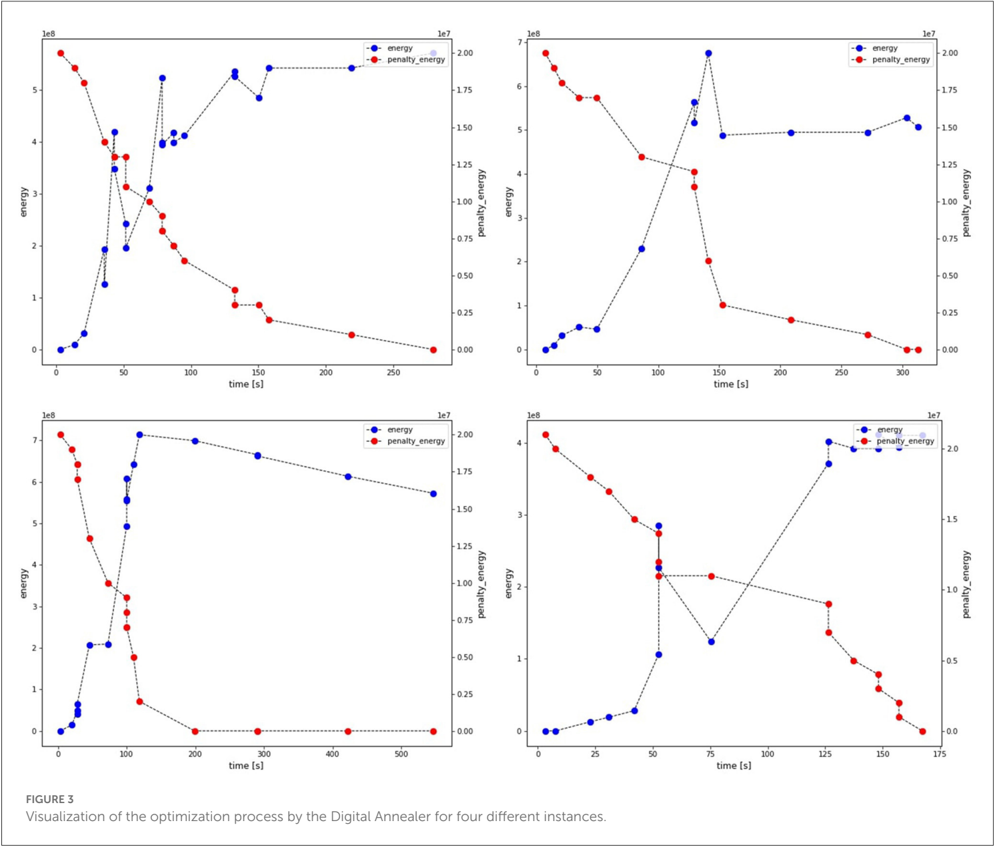 1e8
1e7
energy
penalty_energy
5
4
3
2
1
0
energy
2.00
1.75
1.50
1.25
1.00
0.75
0.50
0.25
0.00
penalty_energy
0 50 100 150 200 250
time [s]
1e8
1e7
energy
penalty_energy
7
6
5
4
3
2
1
0
energy
2.00
1.75
1.50
1.25
1.00
0.75
0.50
0.25
0.00
penalty_energy
0 50 100 150 200 250 300
time [s]
1e8
1e7
energy
penalty_energy
7
6
5
4
3
2
1
0
energy
2.00
1.75
1.50
1.25
1.00
0.75
0.50
0.25
0.00
penalty_energy
0 100 200 300 400 500
time [s]
1e8
1e7
energy
penalty_energy
4
3
2
1
0
energy
2.0
1.5
1.0
0.5
0.0
penalty_energy
0 25 50 75 100 125 150 175
time [s]
FIGURE 3
Visualization of the optimization process by the Digital Annealer for four different instances.